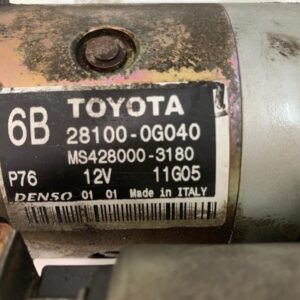 6B TOYOTA
28100-0G040
MS428000-3180
P76 12V 11G05
DENSO 01 01 Made in ITALY